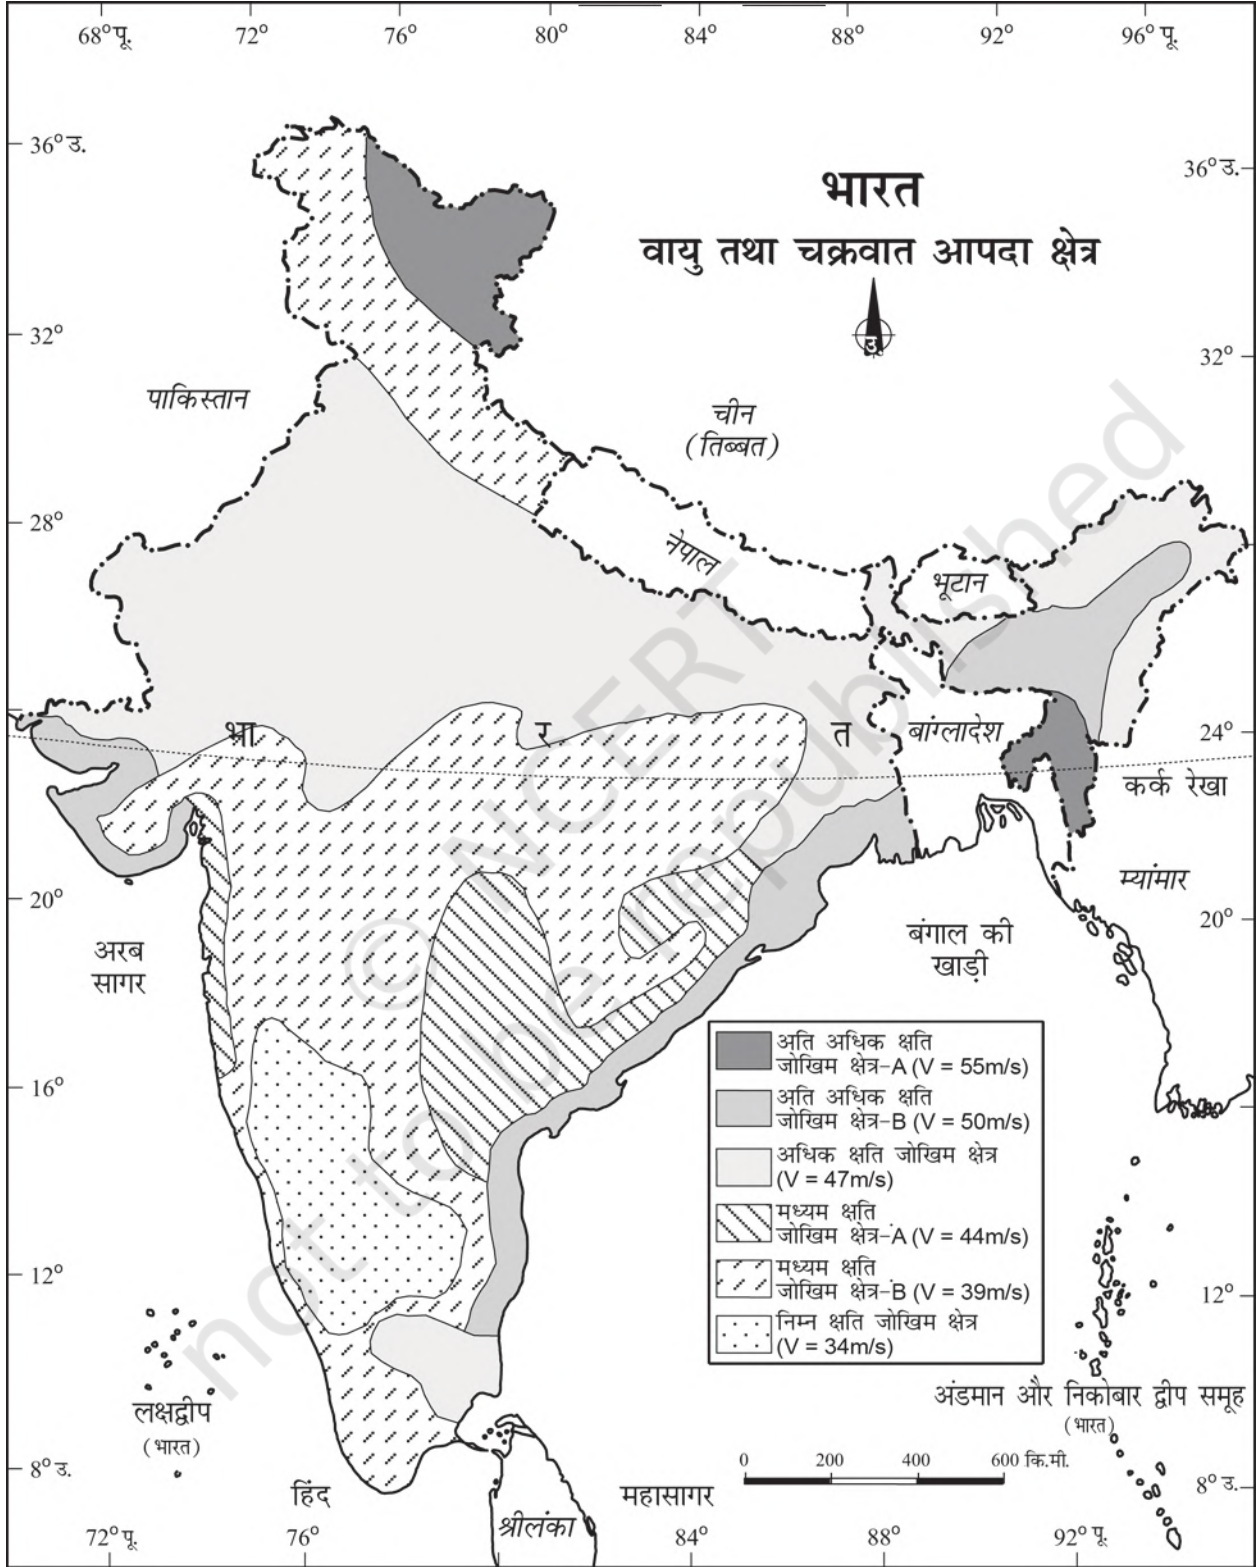 68° पू.
72°
76°
80°
84°
88°
92°
96° पू.
36° उ.
36° उ.
भारत
वायु तथा चक्रवात आपदा क्षेत्र
उ
32°
32°
पाकिस्तान
चीन
(तिब्बत)
28°
नेपाल
भूटान
भा
र
त
बांग्लादेश
24°
कर्क रेखा
म्यांमार
20°
20°
अरब
सागर
बंगाल की
खाड़ी
अति अधिक क्षति
जोखिम क्षेत्र-A (V = 55m/s)
अति अधिक क्षति
जोखिम क्षेत्र-B (V = 50m/s)
अधिक क्षति जोखिम क्षेत्र
(V = 47m/s)
मध्यम क्षति
जोखिम क्षेत्र-A (V = 44m/s)
मध्यम क्षति
जोखिम क्षेत्र-B (V = 39m/s)
निम्न क्षति जोखिम क्षेत्र
(V = 34m/s)
16°
12°
12°
अंडमान और निकोबार द्वीप समूह
(भारत)
लक्षद्वीप
(भारत)
0 200 400 600 कि.मी.
8° उ.
8° उ.
हिंद
महासागर
श्रीलंका
72° पू.
76°
84°
88°
92° पू.
© NCERT
not to be republished